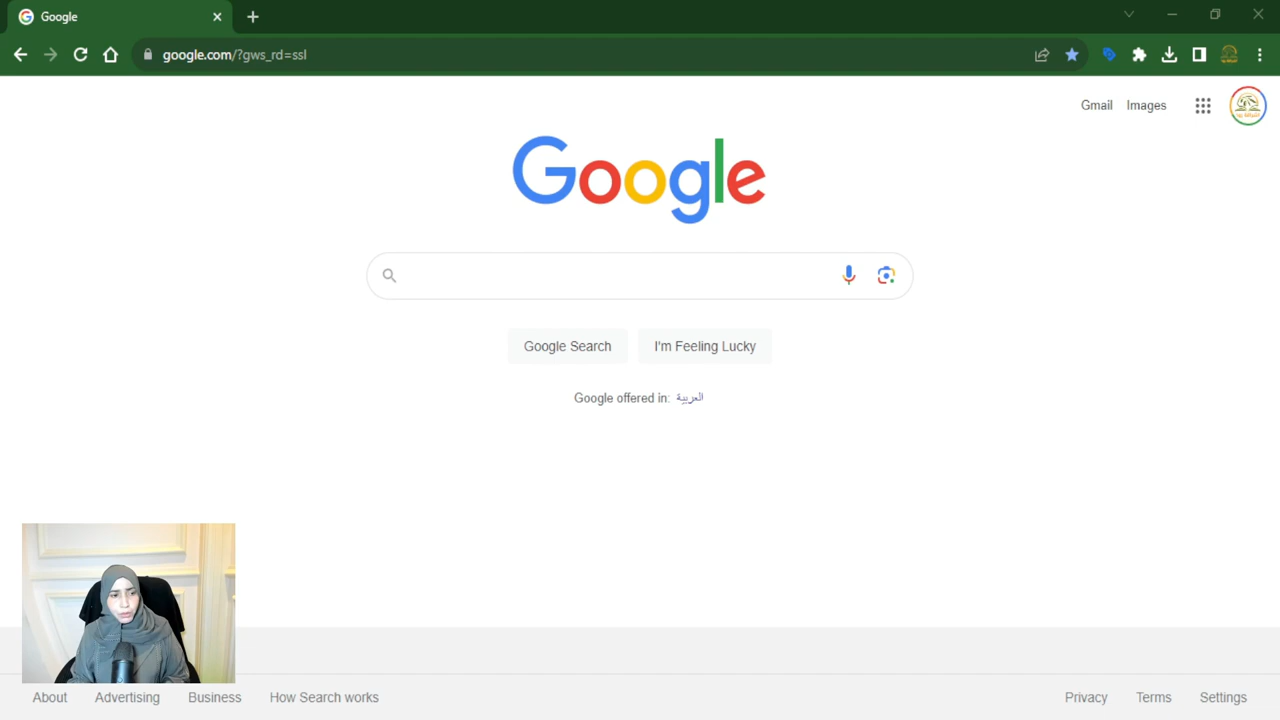 Google
google.com/?gws_rd=ssl
Gmail Images
Google
Google Search I'm Feeling Lucky
Google offered in: العربية
About Advertising Business How Search works Privacy Terms Settings